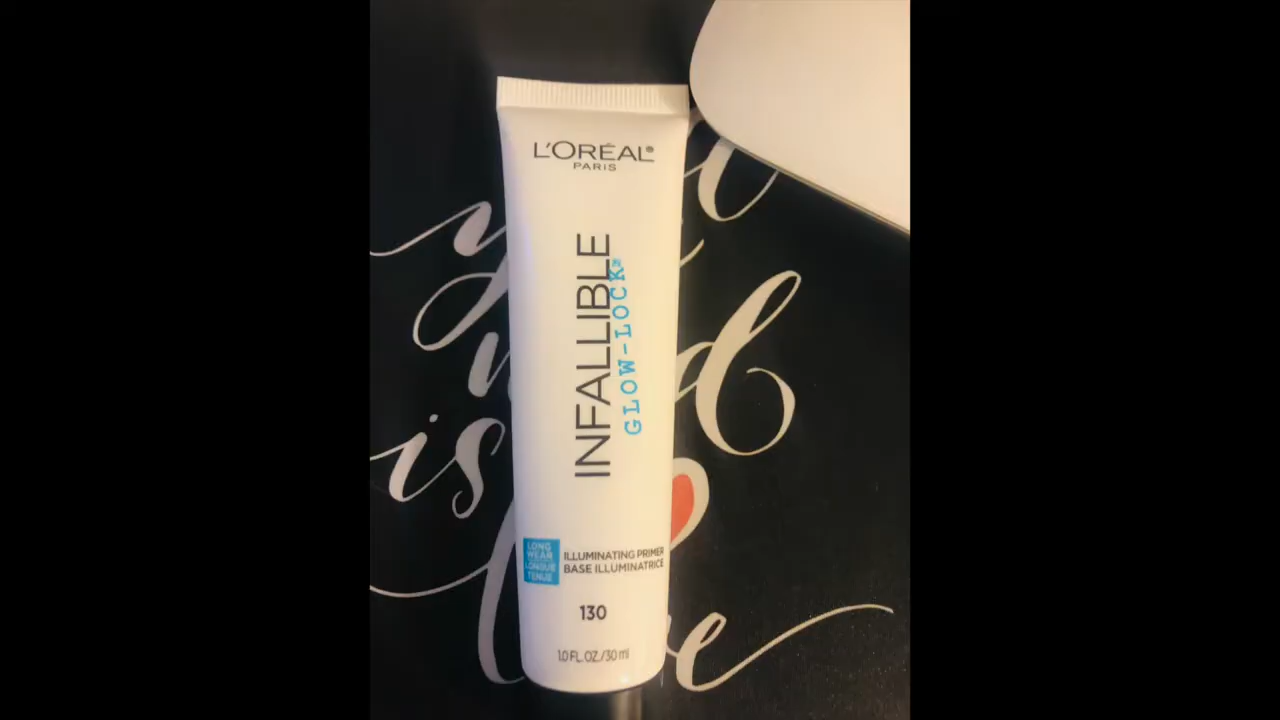 L'ORÉAL®
PARIS
INFALLIBLE
GLOW-LOCK
LONG
WEAR
LONGUE
TENUE
ILLUMINATING PRIMER
BASE ILLUMINATRICE
130
1.0 FL. OZ./30 ml
is